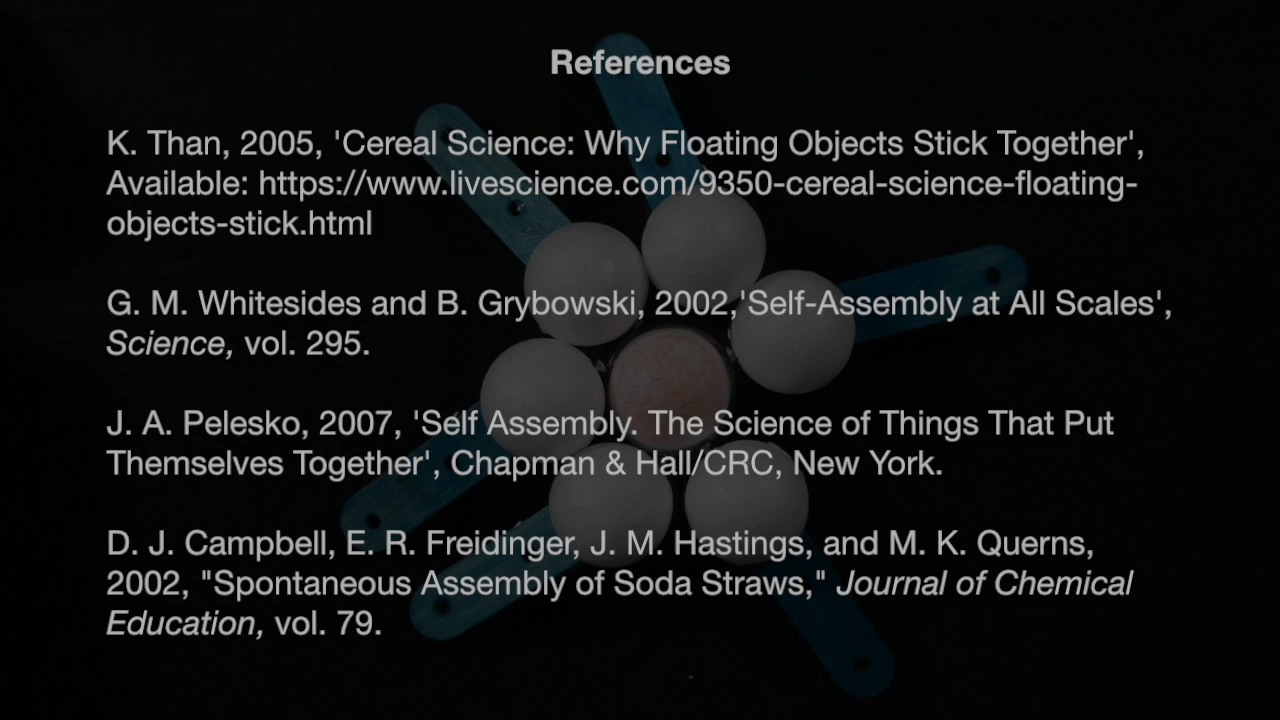 References
K. Than, 2005, 'Cereal Science: Why Floating Objects Stick Together',
Available: https://www.livescience.com/9350-cereal-science-floating-
objects-stick.html
G. M. Whitesides and B. Grybowski, 2002,'Self-Assembly at All Scales',
Science, vol. 295.
J. A. Pelesko, 2007, 'Self Assembly. The Science of Things That Put
Themselves Together', Chapman & Hall/CRC, New York.
D. J. Campbell, E. R. Freidinger, J. M. Hastings, and M. K. Querns,
2002, "Spontaneous Assembly of Soda Straws," Journal of Chemical
Education, vol. 79.